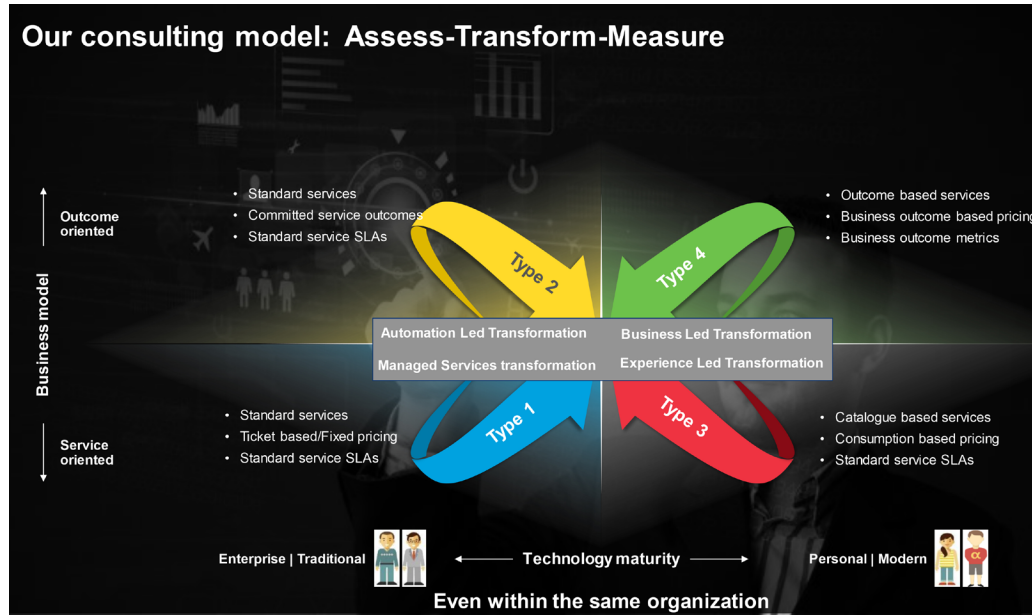 Our consulting model: Assess-Transform-Measure
Outcome
oriented
• Standard services
• Committed service outcomes
• Standard service SLAs
• Outcome based services
• Business outcome based pricing
• Business outcome metrics
Type 2
Type 4
Business model
Automation Led Transformation
Business Led Transformation
Managed Services transformation
Experience Led Transformation
Type 1
Type 3
Service
oriented
• Standard services
• Ticket based/Fixed pricing
• Standard service SLAs
• Catalogue based services
• Consumption based pricing
• Standard service SLAs
Enterprise | Traditional
Technology maturity
Personal | Modern
Even within the same organization